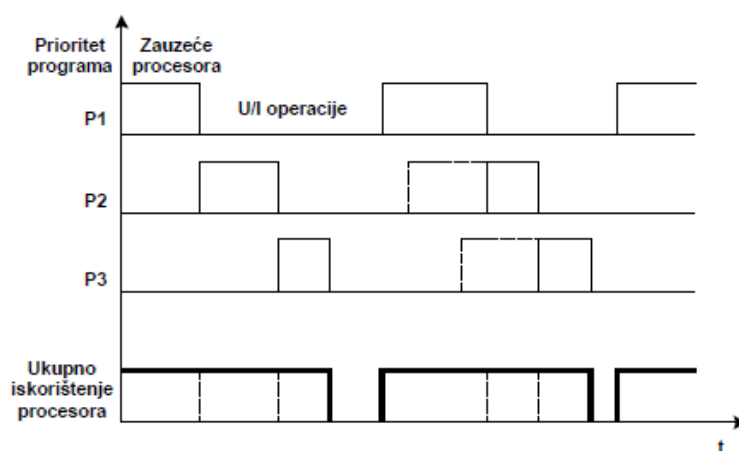 Prioritet
programa
Zauzeće
procesora
P1
U/I operacije
P2
P3
Ukupno
iskorištenje
procesora
t